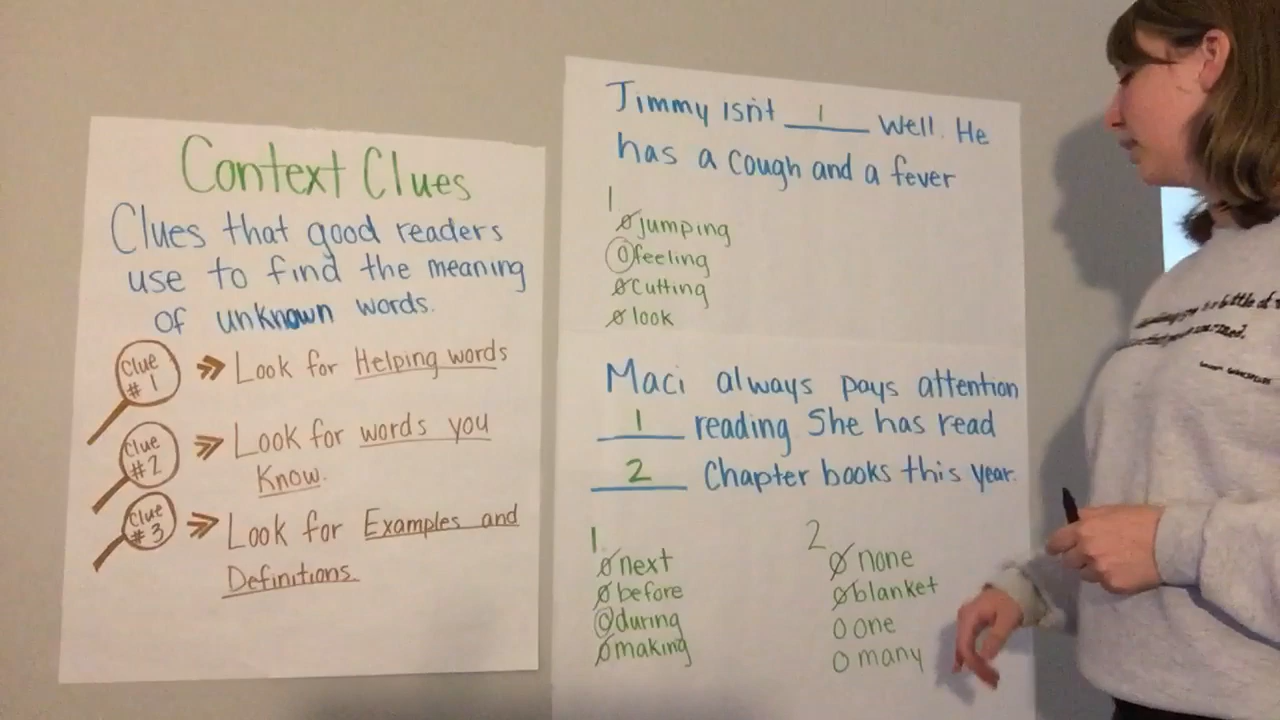 Context Clues
Clues that good readers
use to find the meaning
of unknown words.
Clue
#1
Look for Helping words
Clue
#2
Look for words you
Know.
Clue
#3
Look for Examples and
Definitions.
Jimmy isn't 1 well. He
has a cough and a fever
1
jumping
feeling
cutting
look
Maci always pays attention
1 reading She has read
2 Chapter books this year.
1.
next
before
during
making
2
none
blanket
one
many